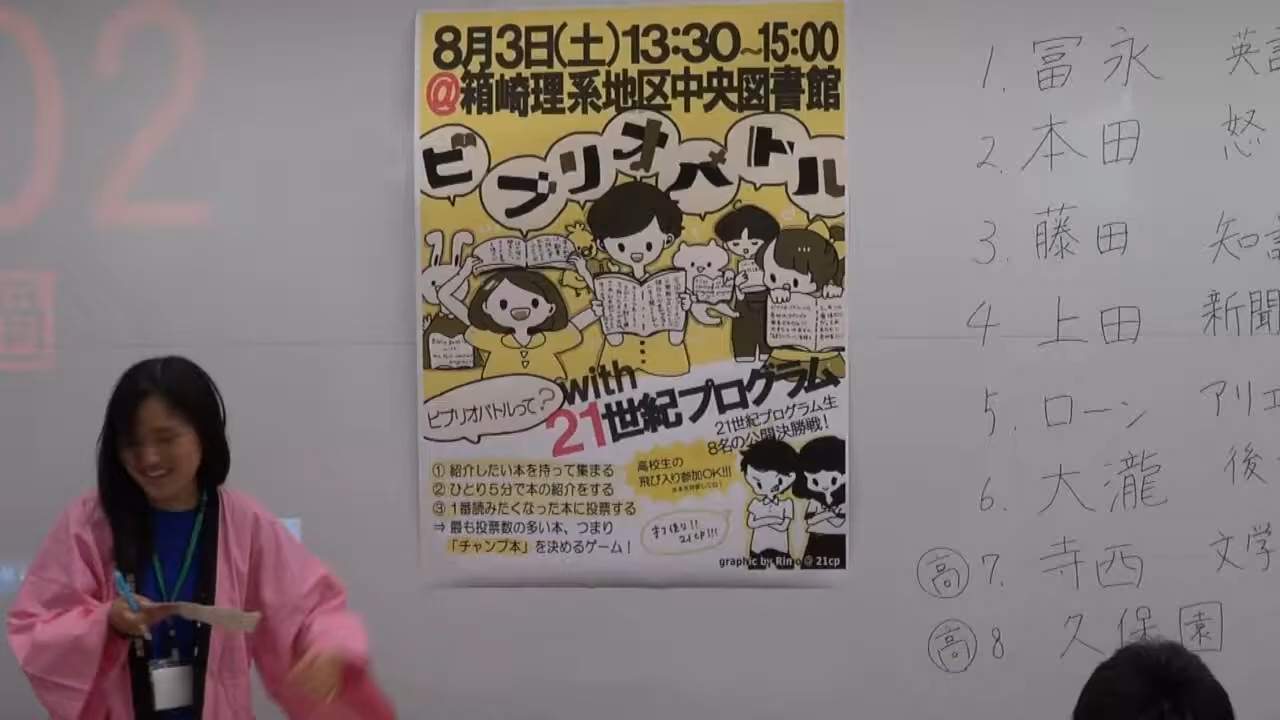 02
8月3日(土)13:30~15:00
@箱崎理系地区中央図書館
ビブリオバトル
with
21世紀プログラム
ビブリオバトルって?
21世紀プログラム生
8名の公開決勝戦!
高校生の
飛び入り参加OK!!!
① 紹介したい本を持って集まる
② ひとり5分で本の紹介をする
③ 1番読みたくなった本に投票する
⇒ 最も投票数の多い本、つまり
「チャンプ本」を決めるゲーム!
21cp!!!
graphic by Rin @ 21cp
1. 冨永 英語
2. 本田 怒
3. 藤田 知
4 上田 新聞
5. ローン アリエ
6. 大瀧 後
高 7. 寺西 文学
高 8. 久保園